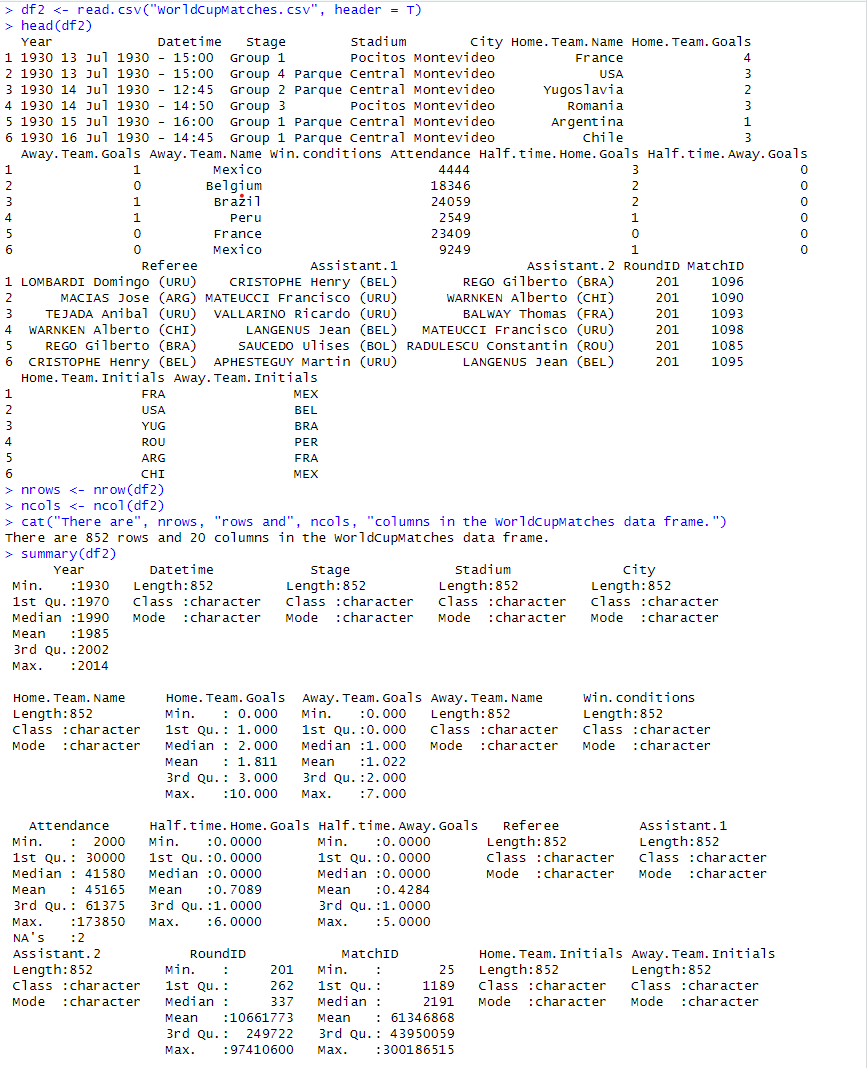 > df2 <- read.csv("WorldCupMatches.csv", header = T)
> head(df2)
  Year             Datetime   Stage        Stadium        City Home.Team.Name Home.Team.Goals
1 1930 13 Jul 1930 - 15:00  Group 1        Pocitos Montevideo          France               4
2 1930 13 Jul 1930 - 15:00  Group 4 Parque Central Montevideo             USA               3
3 1930 14 Jul 1930 - 12:45  Group 2 Parque Central Montevideo      Yugoslavia               2
4 1930 14 Jul 1930 - 14:50  Group 3        Pocitos Montevideo         Romania               3
5 1930 15 Jul 1930 - 16:00  Group 1 Parque Central Montevideo       Argentina               1
6 1930 16 Jul 1930 - 14:45  Group 1 Parque Central Montevideo           Chile               3
  Away.Team.Goals Away.Team.Name Win.conditions Attendance Half.time.Home.Goals Half.time.Away.Goals
1               1         Mexico                      4444                    3                    0
2               0        Belgium                     18346                    2                    0
3               1         Brazil                     24059                    2                    0
4               1           Peru                      2549                    1                    0
5               0         France                     23409                    0                    0
6               0         Mexico                      9249                    1                    0
                 Referee              Assistant.1                Assistant.2 RoundID MatchID
1 LOMBARDI Domingo (URU)    CRISTOPHE Henry (BEL)        REGO Gilberto (BRA)     201    1096
2      MACIAS Jose (ARG) MATEUCCI Francisco (URU)      WARNKEN Alberto (CHI)     201    1090
3    TEJADA Anibal (URU)  VALLARINO Ricardo (URU)        BALWAY Thomas (FRA)     201    1093
4  WARNKEN Alberto (CHI)      LANGENUS Jean (BEL)   MATEUCCI Francisco (URU)     201    1098
5    REGO Gilberto (BRA)     SAUCEDO Ulises (BOL) RADULESCU Constantin (ROU)     201    1085
6  CRISTOPHE Henry (BEL)  APHESTEGUY Martin (URU)        LANGENUS Jean (BEL)     201    1095
  Home.Team.Initials Away.Team.Initials
1                FRA                MEX
2                USA                BEL
3                YUG                BRA
4                ROU                PER
5                ARG                FRA
6                CHI                MEX
> nrows <- nrow(df2)
> ncols <- ncol(df2)
> cat("There are", nrows, "rows and", ncols, "columns in the WorldCupMatches data frame.")
There are 852 rows and 20 columns in the WorldCupMatches data frame.
> summary(df2)
      Year        Datetime            Stage             Stadium              City
 Min.   :1930   Length:852         Length:852         Length:852         Length:852
 1st Qu.:1970   Class :character   Class :character   Class :character   Class :character
 Median :1990   Mode  :character   Mode  :character   Mode  :character   Mode  :character
 Mean   :1985
 3rd Qu.:2002
 Max.   :2014

 Home.Team.Name     Home.Team.Goals  Away.Team.Goals Away.Team.Name     Win.conditions
 Length:852         Min.   : 0.000   Min.   :0.000   Length:852         Length:852
 Class :character   1st Qu.: 1.000   1st Qu.:0.000   Class :character   Class :character
 Mode  :character   Median : 2.000   Median :1.000   Mode  :character   Mode  :character
                    Mean   : 1.811   Mean   :1.022
                    3rd Qu.: 3.000   3rd Qu.:2.000
                    Max.   :10.000   Max.   :7.000

   Attendance     Half.time.Home.Goals Half.time.Away.Goals   Referee          Assistant.1
 Min.   :  2000   Min.   :0.0000       Min.   :0.0000       Length:852         Length:852
 1st Qu.: 30000   1st Qu.:0.0000       1st Qu.:0.0000       Class :character   Class :character
 Median : 41580   Median :0.0000       Median :0.0000       Mode  :character   Mode  :character
 Mean   : 45165   Mean   :0.7089       Mean   :0.4284
 3rd Qu.: 61375   3rd Qu.:1.0000       3rd Qu.:1.0000
 Max.   :173850   Max.   :6.0000       Max.   :5.0000
 NA's   :2
 Assistant.2           RoundID            MatchID          Home.Team.Initials Away.Team.Initials
 Length:852         Min.   :     201   Min.   :       25   Length:852         Length:852
 Class :character   1st Qu.:     262   1st Qu.:     1189   Class :character   Class :character
 Mode  :character   Median :     337   Median :     2191   Mode  :character   Mode  :character
                    Mean   :10661773   Mean   : 61346868
                    3rd Qu.:  249722   3rd Qu.: 43950059
                    Max.   :97410600   Max.   :300186515